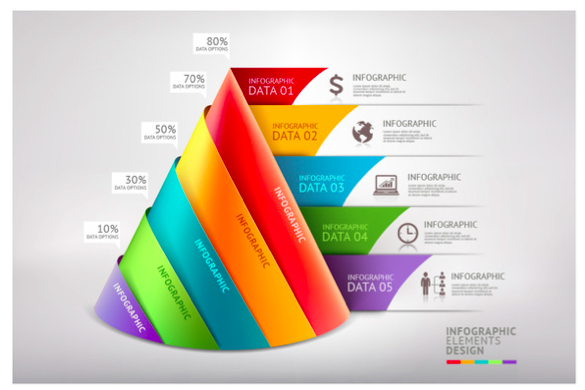 80%
DATA OPTIONS
70%
DATA OPTIONS
50%
DATA OPTIONS
30%
DATA OPTIONS
10%
DATA OPTIONS
INFOGRAPHIC
INFOGRAPHIC
INFOGRAPHIC
INFOGRAPHIC
INFOGRAPHIC
INFOGRAPHIC
DATA 01
INFOGRAPHIC
INFOGRAPHIC
DATA 02
INFOGRAPHIC
INFOGRAPHIC
DATA 03
INFOGRAPHIC
INFOGRAPHIC
DATA 04
INFOGRAPHIC
INFOGRAPHIC
DATA 05
INFOGRAPHIC
INFOGRAPHIC
ELEMENTS
DESIGN